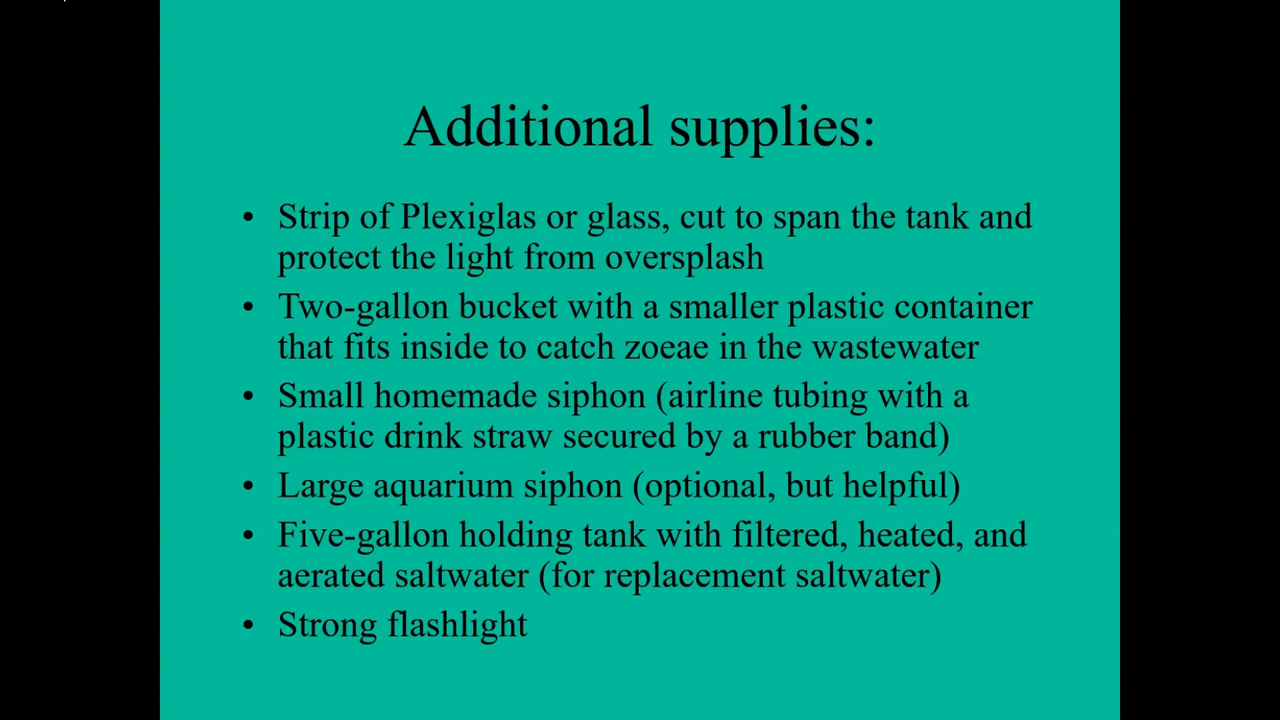 Additional supplies:
• Strip of Plexiglas or glass, cut to span the tank and
protect the light from oversplash
• Two-gallon bucket with a smaller plastic container
that fits inside to catch zoeae in the wastewater
• Small homemade siphon (airline tubing with a
plastic drink straw secured by a rubber band)
• Large aquarium siphon (optional, but helpful)
• Five-gallon holding tank with filtered, heated, and
aerated saltwater (for replacement saltwater)
• Strong flashlight